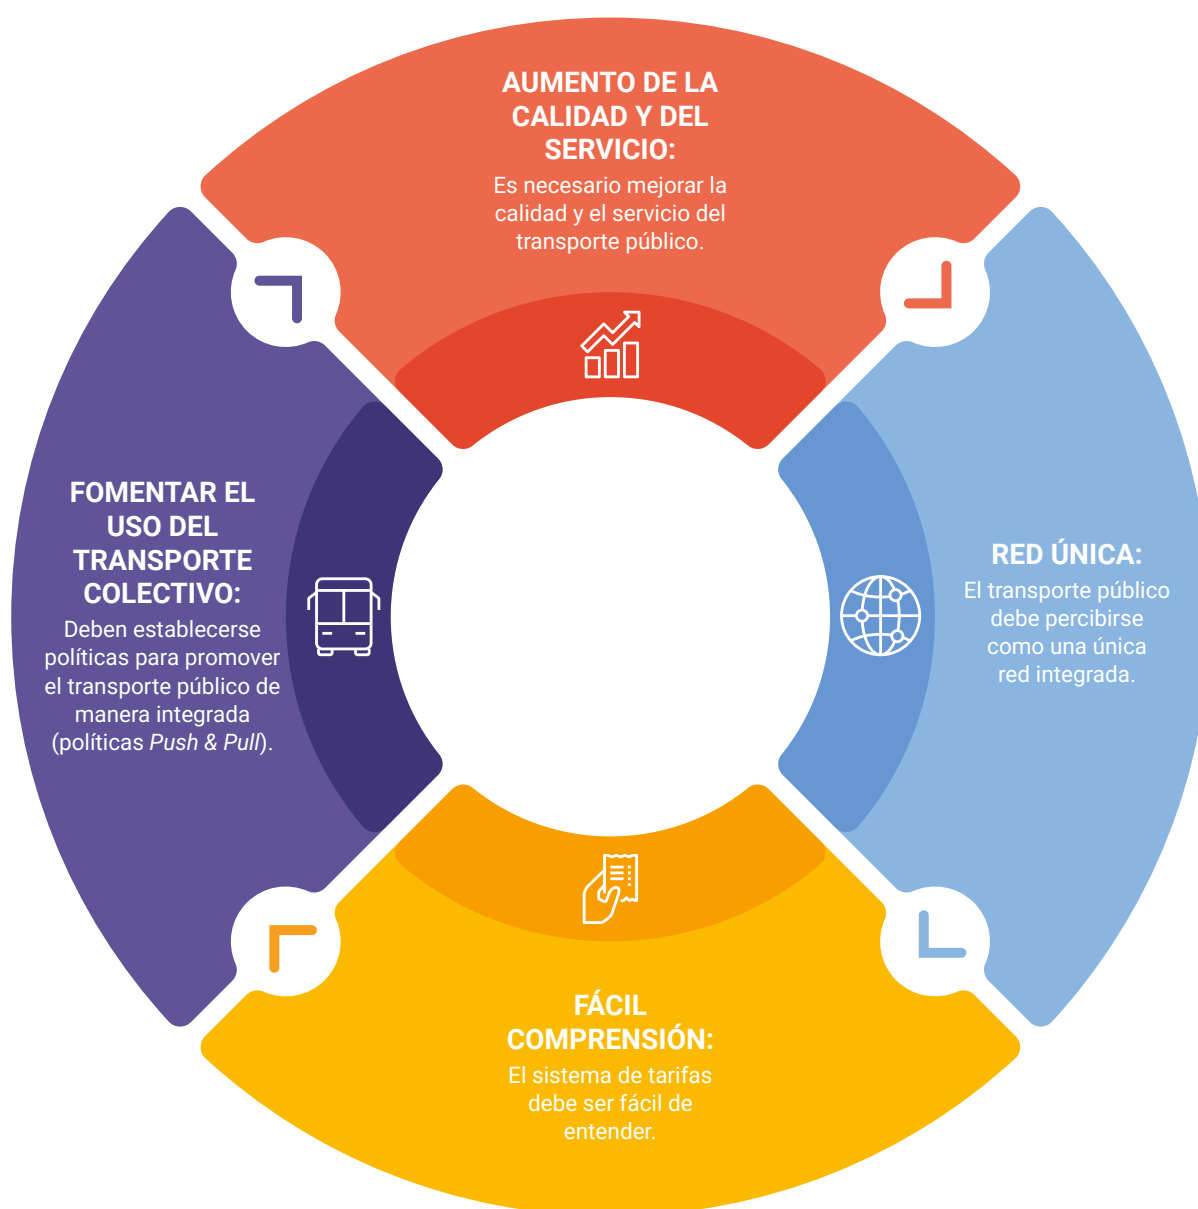 AUMENTO DE LA
CALIDAD Y DEL
SERVICIO:
Es necesario mejorar la
calidad y el servicio del
transporte público.
FOMENTAR EL
USO DEL
TRANSPORTE
COLECTIVO:
Deben establecerse
políticas para promover
el transporte público de
manera integrada
(políticas Push & Pull).
RED ÚNICA:
El transporte público
debe percibirse
como una única
red integrada.
FÁCIL
COMPRENSIÓN:
El sistema de tarifas
debe ser fácil de
entender.